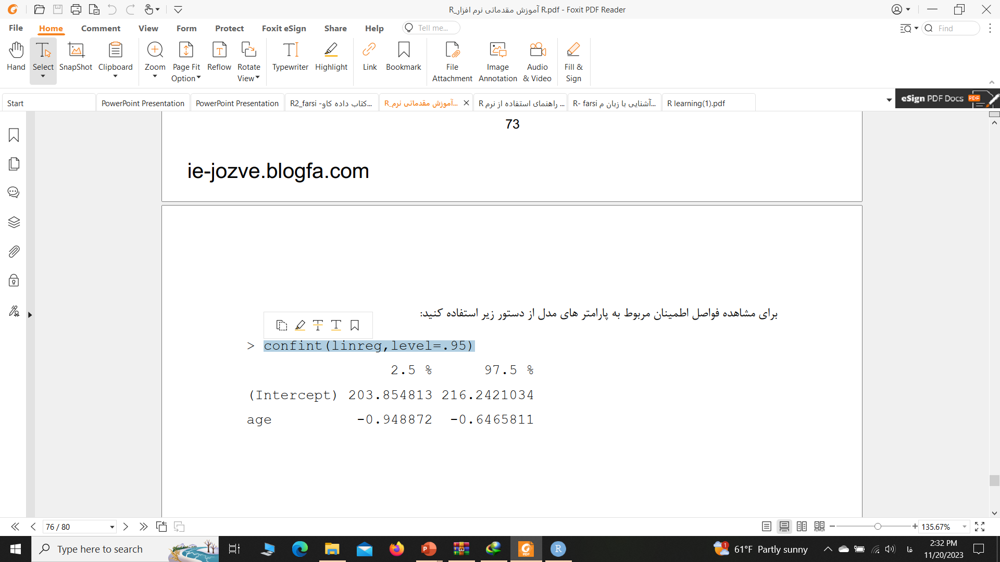 R_آموزش مقدماتی نرم افزار R.pdf - Foxit PDF Reader
File Home Comment View Form Protect Foxit eSign Share Help Tell me... Find
Hand Select SnapShot Clipboard Zoom Page Fit Option Reflow Rotate View Typewriter Highlight Link Bookmark File Attachment Image Annotation Audio & Video Fill & Sign
Start PowerPoint Presentation PowerPoint Presentation R2_farsi -کتاب داده کاو... R_آموزش مقدماتی نرم... راهنمای استفاده از نرم R ... R- farsi آشنایی با زبان م... R learning(1).pdf eSign PDF Docs PDF
73
ie-jozve.blogfa.com
برای مشاهده فواصل اطمینان مربوط به پارامتر های مدل از دستور زیر استفاده کنید:
> confint(linreg,level=.95)
2.5 % 97.5 %
(Intercept) 203.854813 216.2421034
age -0.948872 -0.6465811
76 / 80 135.67%
Type here to search 61°F Partly sunny فا 2:32 PM
11/20/2023